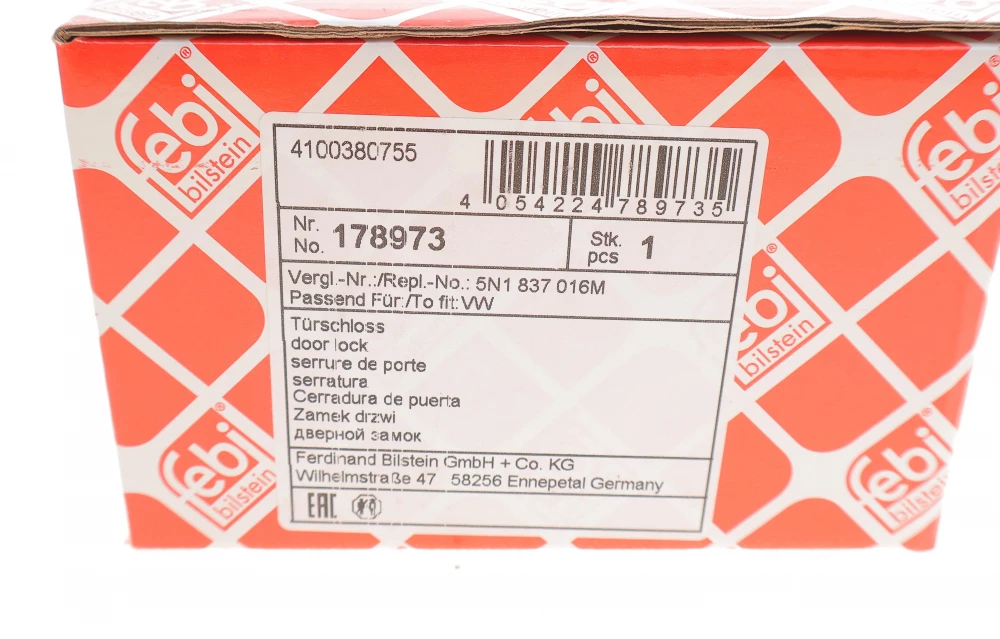 febi®
bilstein
4100380755
4 054224 789735
Nr.
No. 178973
Stk.
pcs 1
Vergl.-Nr.:/Repl.-No.: 5N1 837 016M
Passend Für:/To fit: VW
Türschloss
door lock
serrure de porte
serratura
Cerradura de puerta
Zamek drzwi
дверной замок
Ferdinand Bilstein GmbH + Co. KG
Wilhelmstraße 47 58256 Ennepetal Germany
EAC
ebi
bilstein
febi®
bilstein
febi
bilstein
febi
bilstein